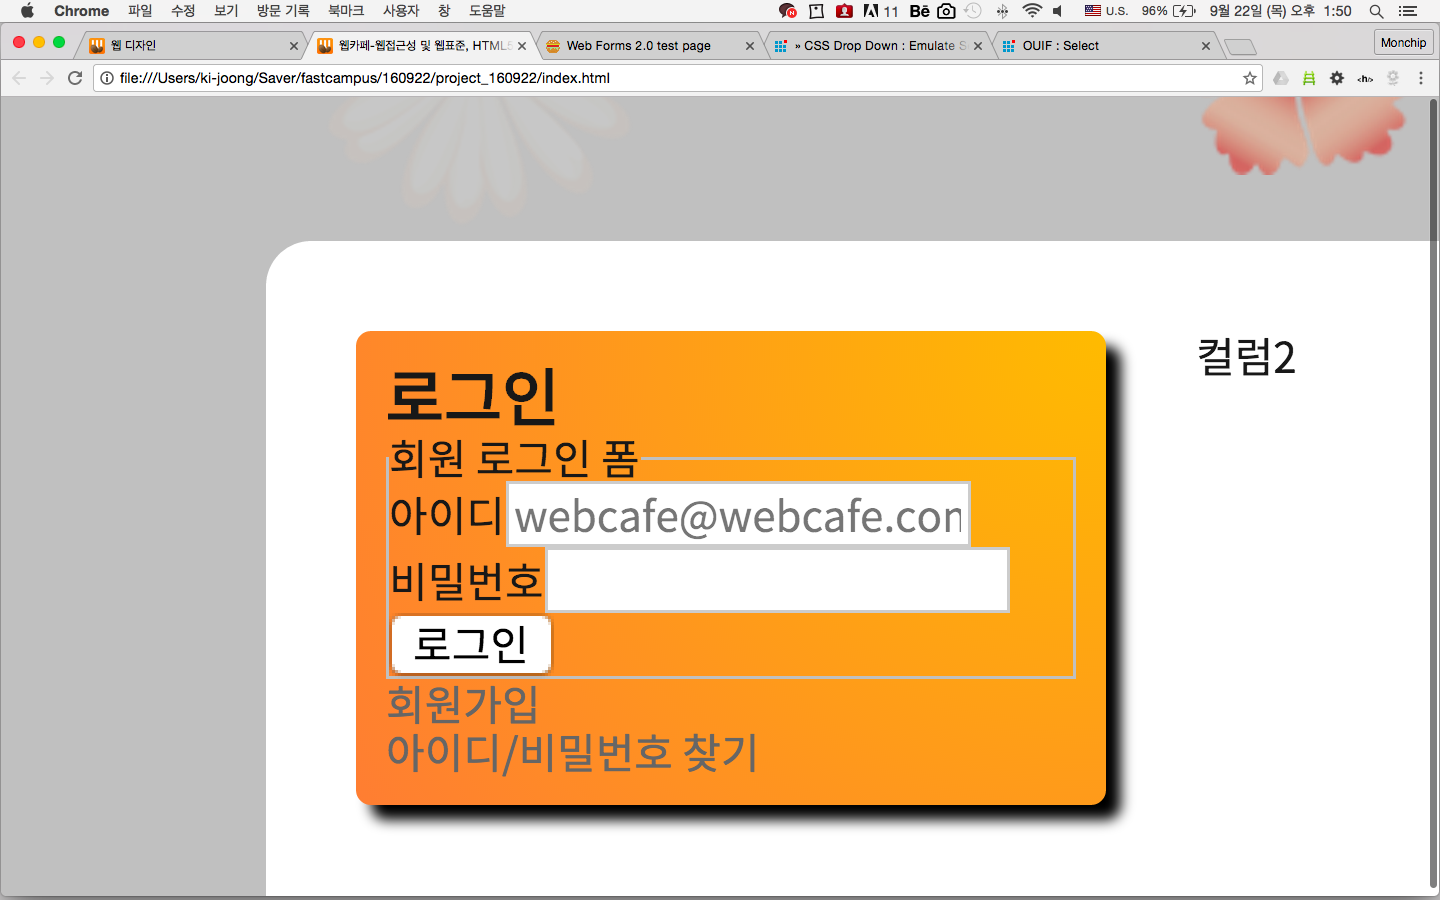 Chrome 파일 수정 보기 방문 기록 북마크 사용자 창 도움말 11 Bē U.S. 96% 9월 22일 (목) 오후 1:50
웹 디자인 웹카페-웹접근성 및 웹표준, HTML5 Web Forms 2.0 test page » CSS Drop Down : Emulate S OUIF : Select Monchip
file:///Users/ki-joong/Saver/fastcampus/160922/project_160922/index.html <h/>
컬럼2
로그인
회원 로그인 폼
아이디 webcafe@webcafe.con
비밀번호
로그인
회원가입
아이디/비밀번호 찾기